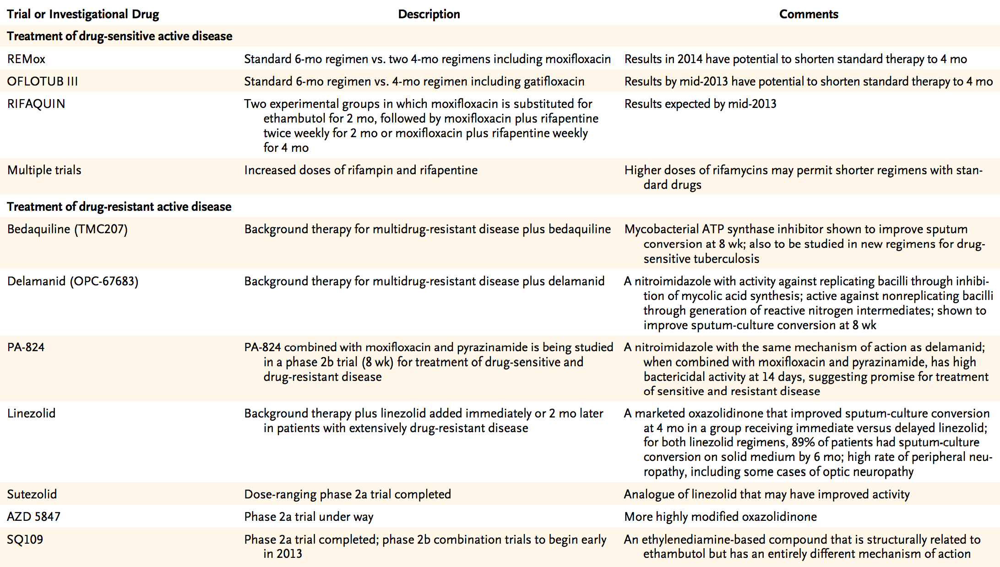 Trial or Investigational Drug Description Comments
Treatment of drug-sensitive active disease
REMox Standard 6-mo regimen vs. two 4-mo regimens including moxifloxacin Results in 2014 have potential to shorten standard therapy to 4 mo
OFLOTUB III Standard 6-mo regimen vs. 4-mo regimen including gatifloxacin Results by mid-2013 have potential to shorten standard therapy to 4 mo
RIFAQUIN Two experimental groups in which moxifloxacin is substituted for Results expected by mid-2013
ethambutol for 2 mo, followed by moxifloxacin plus rifapentine
twice weekly for 2 mo or moxifloxacin plus rifapentine weekly
for 4 mo
Multiple trials Increased doses of rifampin and rifapentine Higher doses of rifamycins may permit shorter regimens with stan-
dard drugs
Treatment of drug-resistant active disease
Bedaquiline (TMC207) Background therapy for multidrug-resistant disease plus bedaquiline Mycobacterial ATP synthase inhibitor shown to improve sputum
conversion at 8 wk; also to be studied in new regimens for drug-
sensitive tuberculosis
Delamanid (OPC-67683) Background therapy for multidrug-resistant disease plus delamanid A nitroimidazole with activity against replicating bacilli through inhibi-
tion of mycolic acid synthesis; active against nonreplicating bacilli
through generation of reactive nitrogen intermediates; shown to
improve sputum-culture conversion at 8 wk
PA-824 PA-824 combined with moxifloxacin and pyrazinamide is being studied A nitroimidazole with the same mechanism of action as delamanid;
in a phase 2b trial (8 wk) for treatment of drug-sensitive and when combined with moxifloxacin and pyrazinamide, has high
drug-resistant disease bactericidal activity at 14 days, suggesting promise for treatment
of sensitive and resistant disease
Linezolid Background therapy plus linezolid added immediately or 2 mo later A marketed oxazolidinone that improved sputum-culture conversion
in patients with extensively drug-resistant disease at 4 mo in a group receiving immediate versus delayed linezolid;
for both linezolid regimens, 89% of patients had sputum-culture
conversion on solid medium by 6 mo; high rate of peripheral neu-
ropathy, including some cases of optic neuropathy
Sutezolid Dose-ranging phase 2a trial completed Analogue of linezolid that may have improved activity
AZD 5847 Phase 2a trial under way More highly modified oxazolidinone
SQ109 Phase 2a trial completed; phase 2b combination trials to begin early An ethylenediamine-based compound that is structurally related to
in 2013 ethambutol but has an entirely different mechanism of action